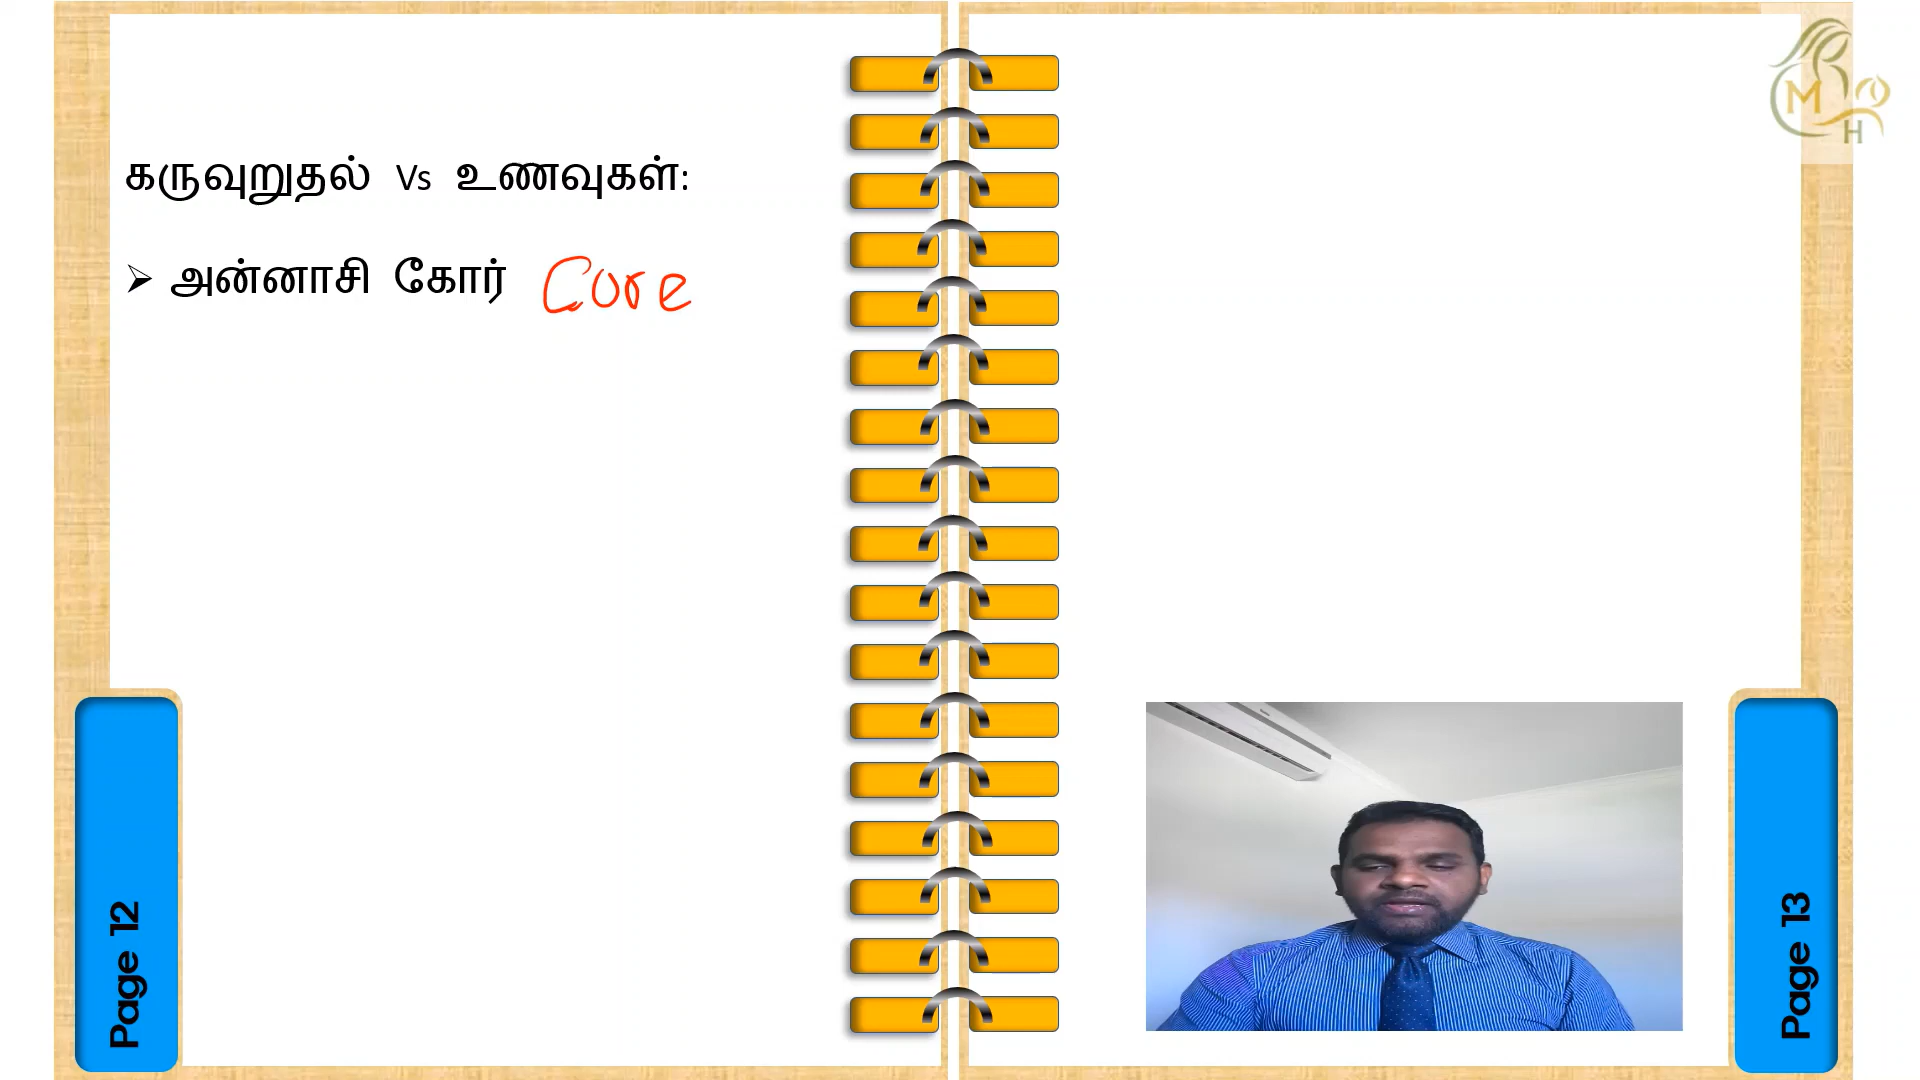 கருவுறுதல் Vs உணவுகள்:
➢ அன்னாசி கோர் Core
Page 12
Page 13
M
H